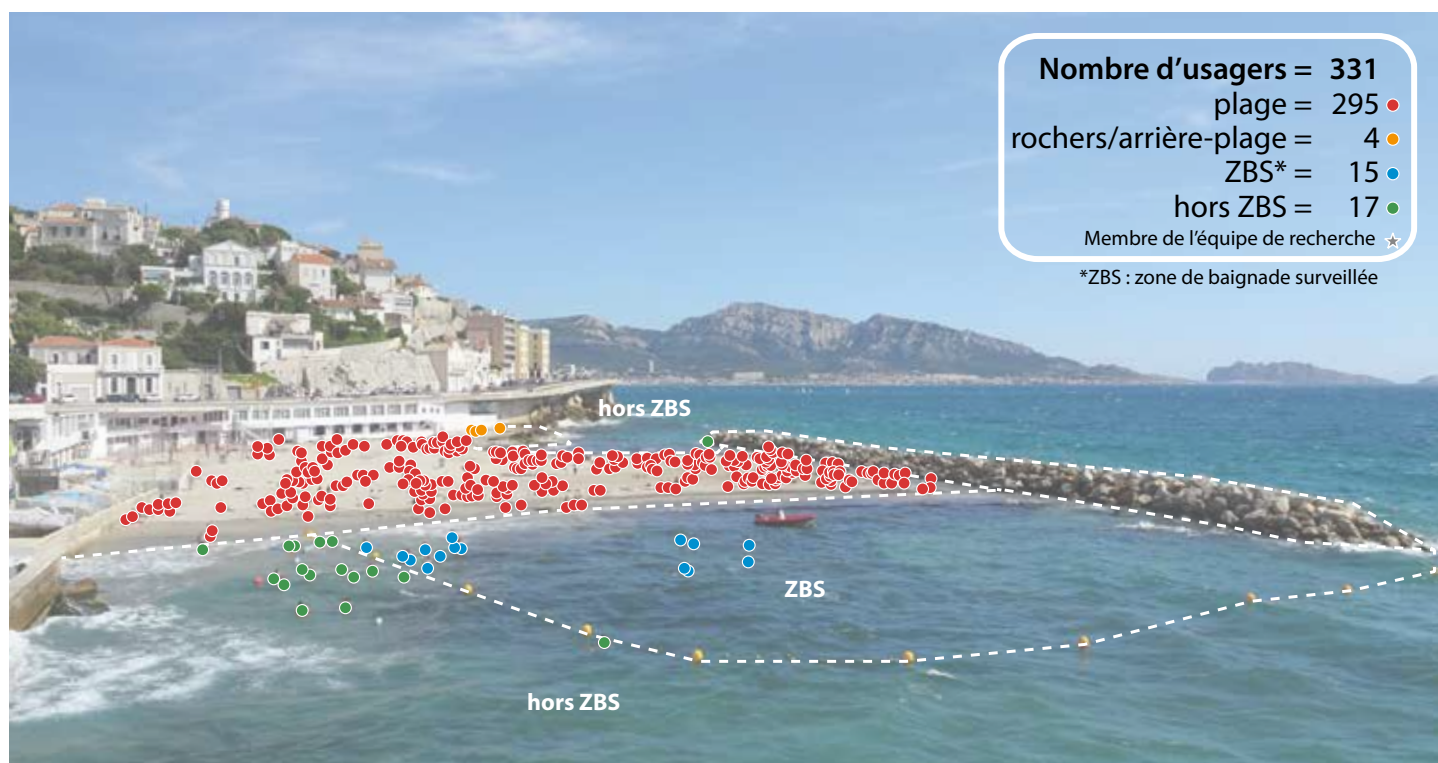 Nombre d'usagers = 331
plage = 295
rochers/arrière-plage = 4
ZBS* = 15
hors ZBS = 17
Membre de l'équipe de recherche
*ZBS : zone de baignade surveillée
hors ZBS
ZBS
hors ZBS